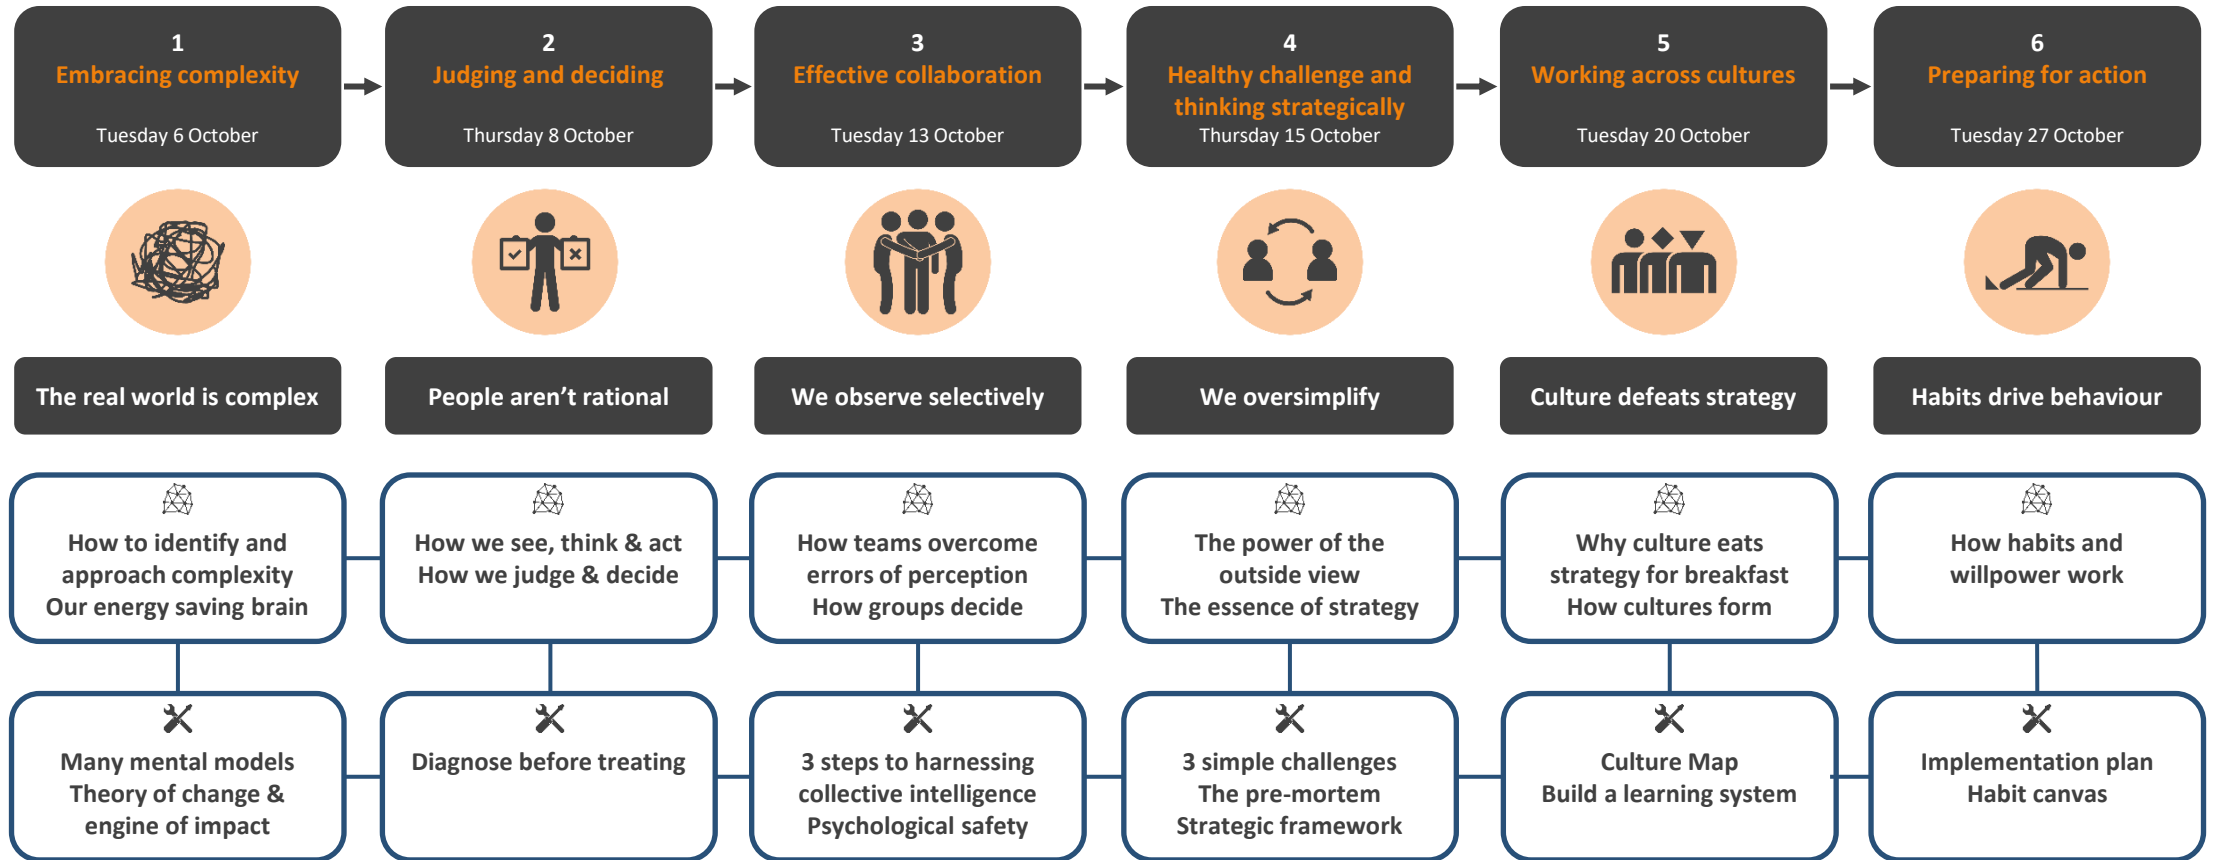 1
Embracing complexity
Tuesday 6 October
2
Judging and deciding
Thursday 8 October
3
Effective collaboration
Tuesday 13 October
4
Healthy challenge and
thinking strategically
Thursday 15 October
5
Working across cultures
Tuesday 20 October
6
Preparing for action
Tuesday 27 October
The real world is complex
People aren’t rational
We observe selectively
We oversimplify
Culture defeats strategy
Habits drive behaviour
How to identify and
approach complexity
Our energy saving brain
How we see, think & act
How we judge & decide
How teams overcome
errors of perception
How groups decide
The power of the
outside view
The essence of strategy
Why culture eats
strategy for breakfast
How cultures form
How habits and
willpower work
Many mental models
Theory of change &
engine of impact
Diagnose before treating
3 steps to harnessing
collective intelligence
Psychological safety
3 simple challenges
The pre-mortem
Strategic framework
Culture Map
Build a learning system
Implementation plan
Habit canvas